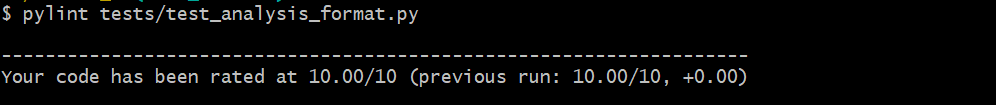 $ pylint tests/test_analysis_format.py
------------------------------------------------------------------
Your code has been rated at 10.00/10 (previous run: 10.00/10, +0.00)